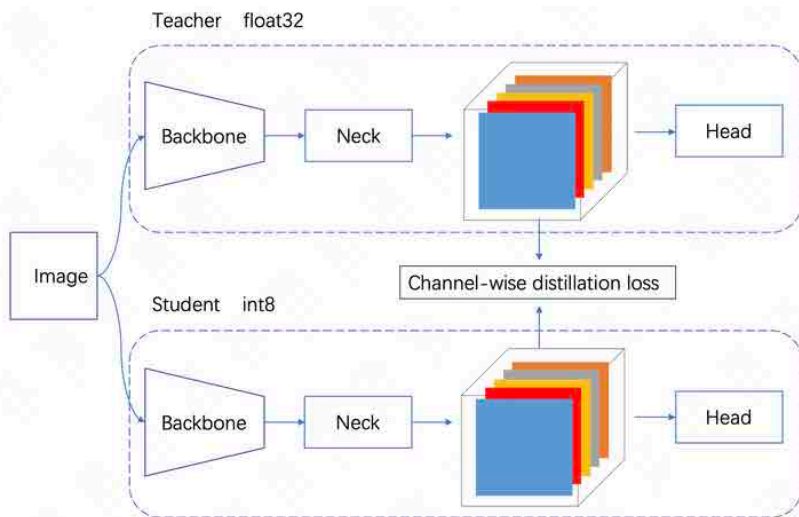 Teacher float32
Backbone
Neck
Head
Image
Channel-wise distillation loss
Student int8
Backbone
Neck
Head